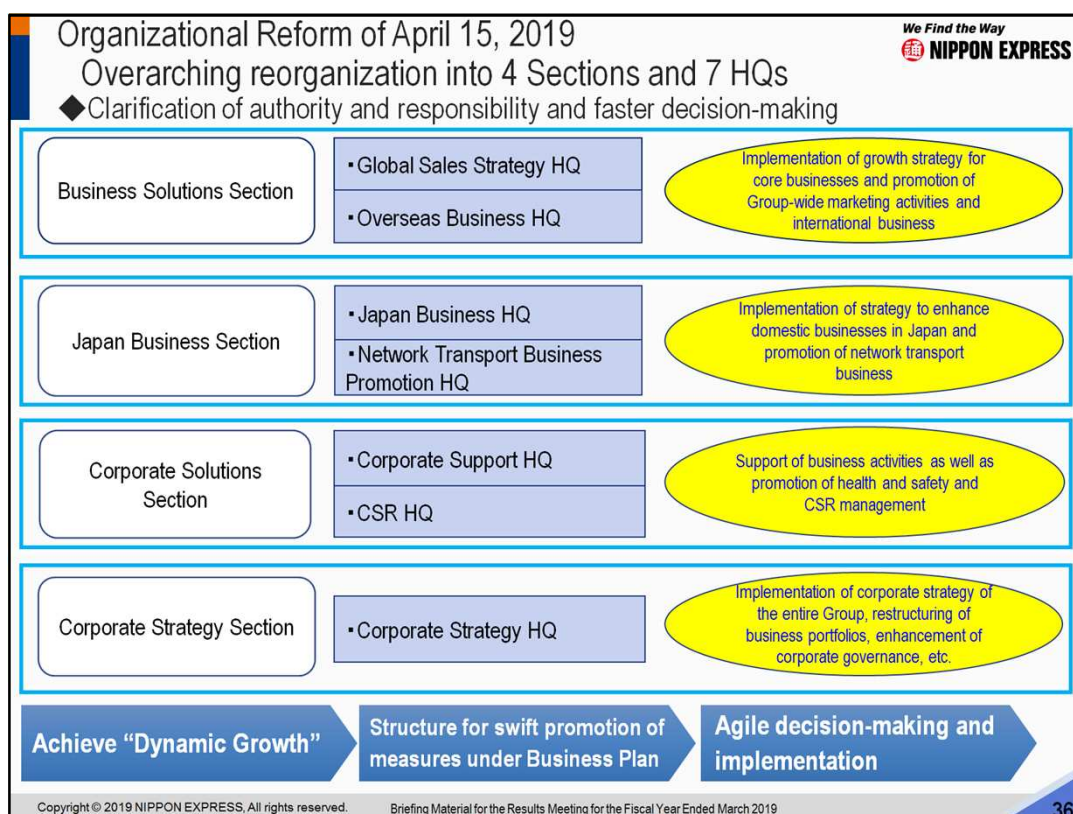 Organizational Reform of April 15, 2019
Overarching reorganization into 4 Sections and 7 HQs
◆Clarification of authority and responsibility and faster decision-making
We Find the Way
通 NIPPON EXPRESS
Business Solutions Section
▪Global Sales Strategy HQ
▪Overseas Business HQ
Implementation of growth strategy for
core businesses and promotion of
Group-wide marketing activities and
international business
Japan Business Section
▪Japan Business HQ
▪Network Transport Business
Promotion HQ
Implementation of strategy to enhance
domestic businesses in Japan and
promotion of network transport
business
Corporate Solutions
Section
▪Corporate Support HQ
▪CSR HQ
Support of business activities as well as
promotion of health and safety and
CSR management
Corporate Strategy Section
▪Corporate Strategy HQ
Implementation of corporate strategy of
the entire Group, restructuring of
business portfolios, enhancement of
corporate governance, etc.
Achieve “Dynamic Growth”
Structure for swift promotion of
measures under Business Plan
Agile decision-making and
implementation
Copyright © 2019 NIPPON EXPRESS, All rights reserved.
Briefing Material for the Results Meeting for the Fiscal Year Ended March 2019
36